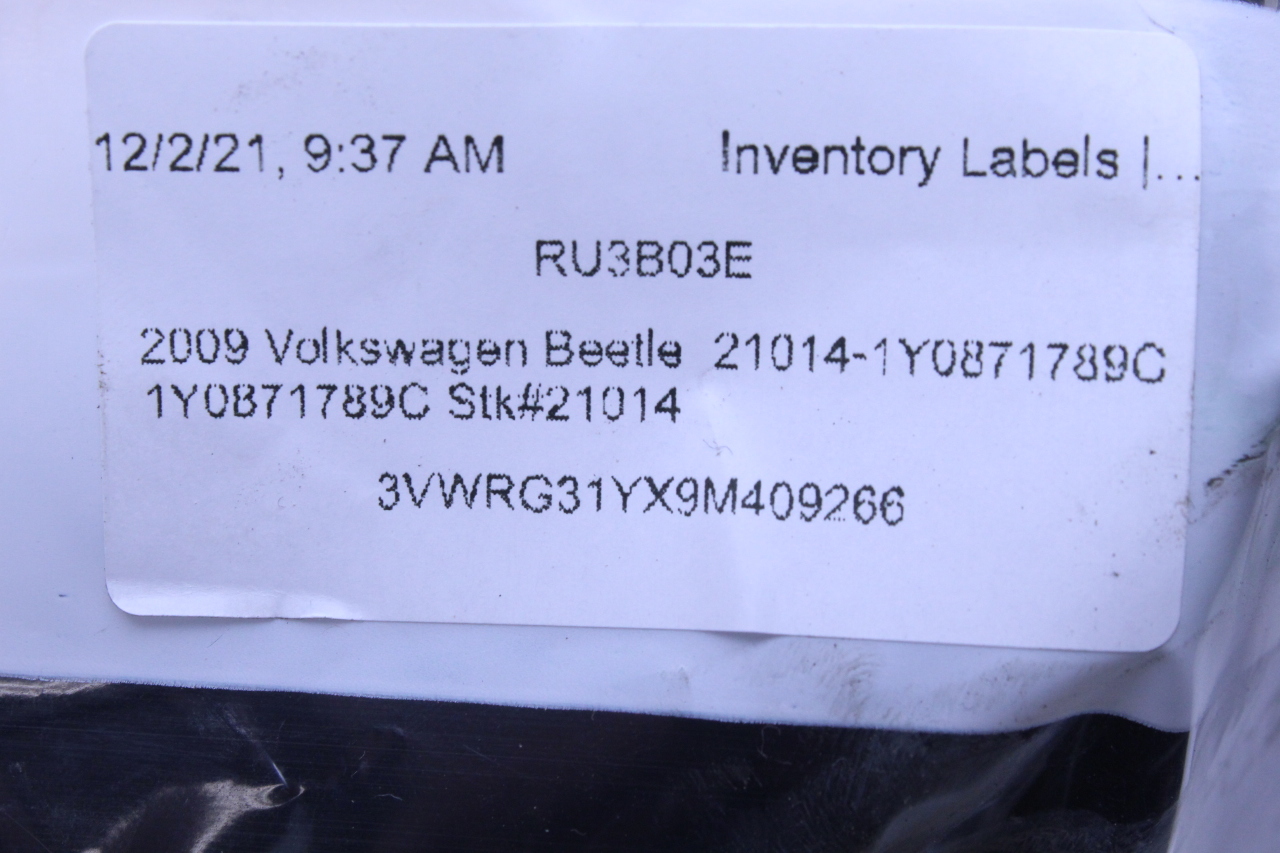 12/2/21, 9:37 AM Inventory Labels |...
RU3B03E
2009 Volkswagen Beetle 21014-1Y0871789C
1Y0871789C Stk#21014
3VWRG31YX9M409266